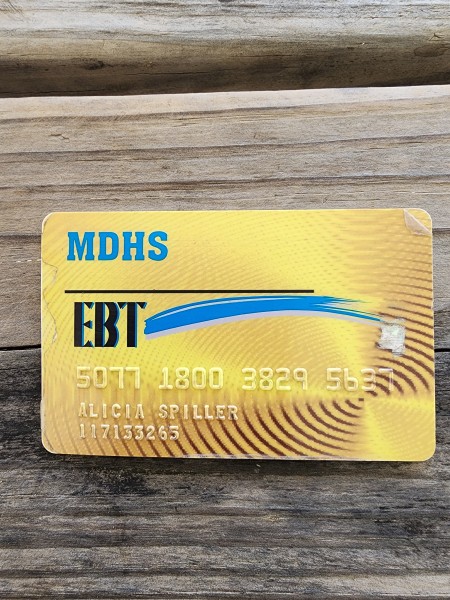 MDHS
EBT
5077 1800 3829 5637
ALICIA SPILLER
117133265